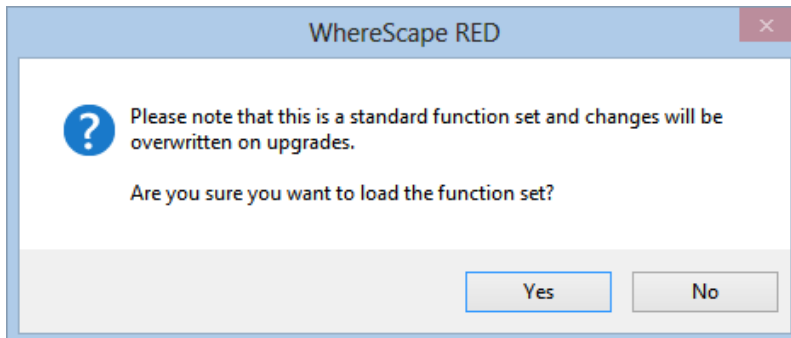 WhereScape RED
Please note that this is a standard function set and changes will be
overwritten on upgrades.
Are you sure you want to load the function set?
Yes No